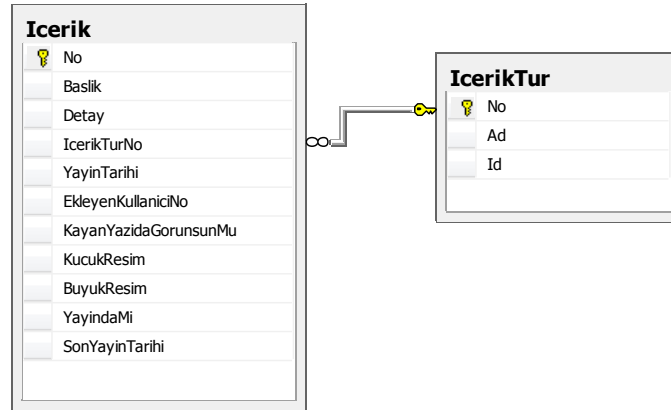 Icerik
No
Baslik
Detay
IcerikTurNo
YayinTarihi
EkleyenKullaniciNo
KayanYazidaGorunsunMu
KucukResim
BuyukResim
YayindaMi
SonYayinTarihi
IcerikTur
No
Ad
Id